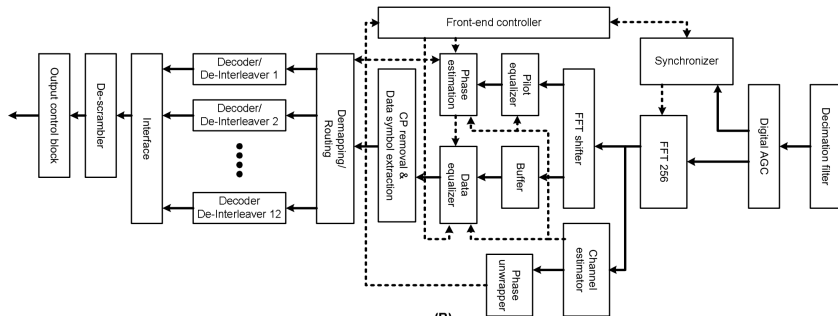 Front-end controller
Synchronizer
Decimation filter
Digital AGC
FFT 256
FFT shifter
Pilot
equalizer
Phase
estimation
Buffer
Data
equalizer
Channel
estimator
Phase
unwrapper
CP removal &
Data symbol extraction
Demapping/
Routing
Decoder/
De-Interleaver 1
Decoder/
De-Interleaver 2
Decoder
De-Interleaver 12
Interface
De-scrambler
Output control
block
(B)